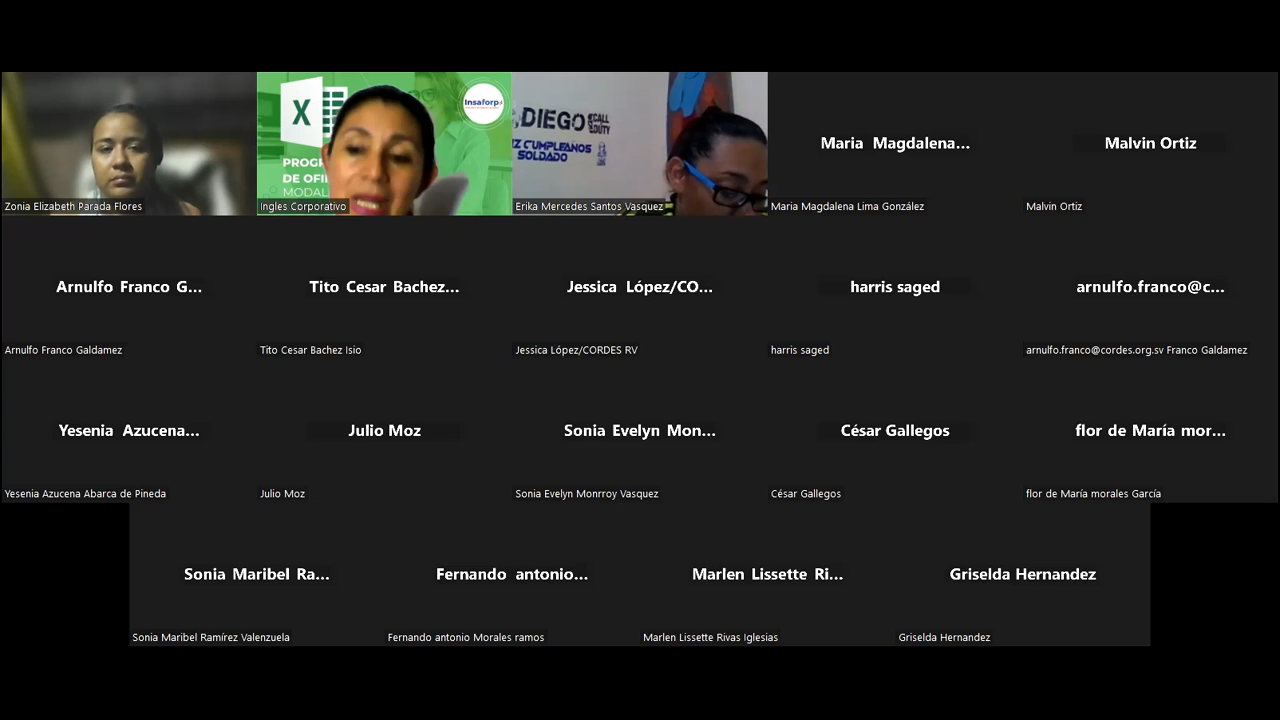 X
Insaforp
PROGR
DE OFI
MODAL
DIEGO CALL
DUTY
Z CUMPLEAÑOS
SOLDADO
Zonia Elizabeth Parada Flores
Ingles Corporativo
Erika Mercedes Santos Vasquez
Maria Magdalena...
Maria Magdalena Lima González
Malvin Ortiz
Malvin Ortiz
Arnulfo Franco G...
Arnulfo Franco Galdamez
Tito Cesar Bachez...
Tito Cesar Bachez Isio
Jessica López/CO...
Jessica López/CORDES RV
harris saged
harris saged
arnulfo.franco@c...
arnulfo.franco@cordes.org.sv Franco Galdamez
Yesenia Azucena...
Yesenia Azucena Abarca de Pineda
Julio Moz
Julio Moz
Sonia Evelyn Mon...
Sonia Evelyn Monrroy Vasquez
César Gallegos
César Gallegos
flor de María mor...
flor de María morales García
Sonia Maribel Ra...
Sonia Maribel Ramírez Valenzuela
Fernando antonio...
Fernando antonio Morales ramos
Marlen Lissette Ri...
Marlen Lissette Rivas Iglesias
Griselda Hernandez
Griselda Hernandez